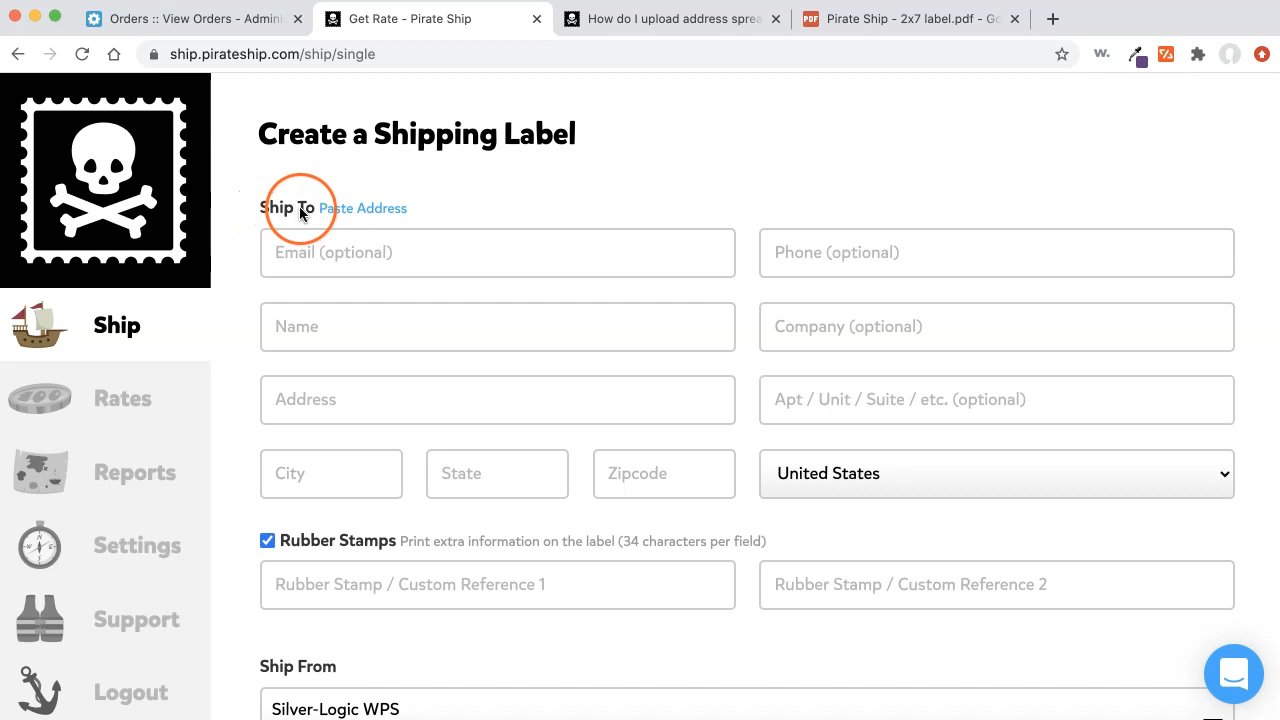 Orders :: View Orders - Admini
Get Rate - Pirate Ship
How do I upload address sprea
PDF
Pirate Ship - 2x7 label.pdf - Go
ship.pirateship.com/ship/single
w.
Create a Shipping Label
Ship To Paste Address
Email (optional)
Phone (optional)
Ship
Name
Company (optional)
Rates
Address
Apt / Unit / Suite / etc. (optional)
Reports
City
State
Zipcode
United States
Settings
Rubber Stamps Print extra information on the label (34 characters per field)
Rubber Stamp / Custom Reference 1
Rubber Stamp / Custom Reference 2
Support
Ship From
Logout
Silver-Logic WPS